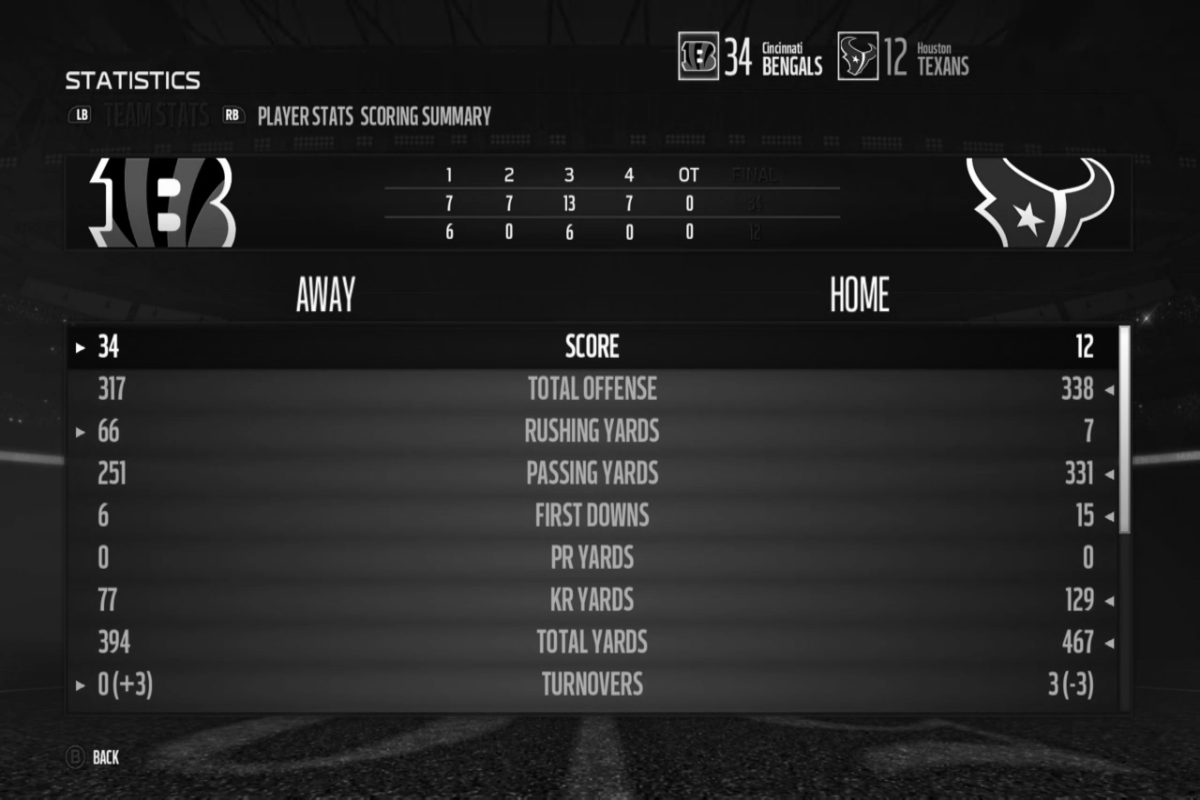 34 Cincinnati BENGALS 12 Houston TEXANS
STATISTICS
LB TEAM STATS RB PLAYER STATS SCORING SUMMARY
1 2 3 4 OT FINAL
7 7 13 7 0 34
6 0 6 0 0 12
AWAY HOME
34 SCORE 12
317 TOTAL OFFENSE 338
66 RUSHING YARDS 7
251 PASSING YARDS 331
6 FIRST DOWNS 15
0 PR YARDS 0
77 KR YARDS 129
394 TOTAL YARDS 467
0 (+3) TURNOVERS 3 (-3)
B BACK